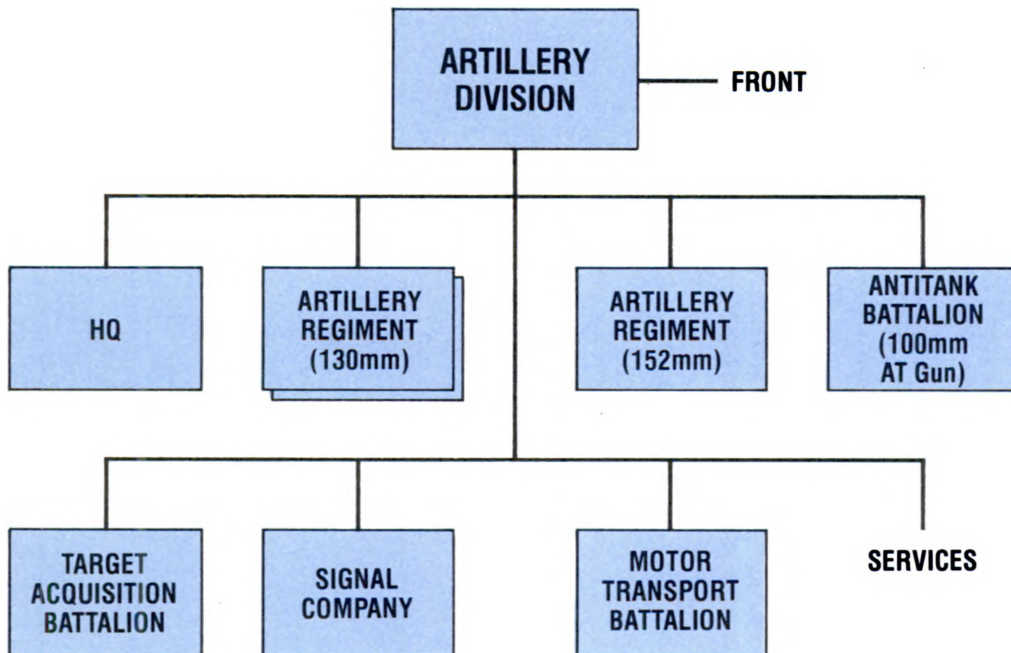 ARTILLERY
DIVISION
FRONT
HQ
ARTILLERY
REGIMENT
(130mm)
ARTILLERY
REGIMENT
(152mm)
ANTITANK
BATTALION
(100mm
AT Gun)
TARGET
ACQUISITION
BATTALION
SIGNAL
COMPANY
MOTOR
TRANSPORT
BATTALION
SERVICES